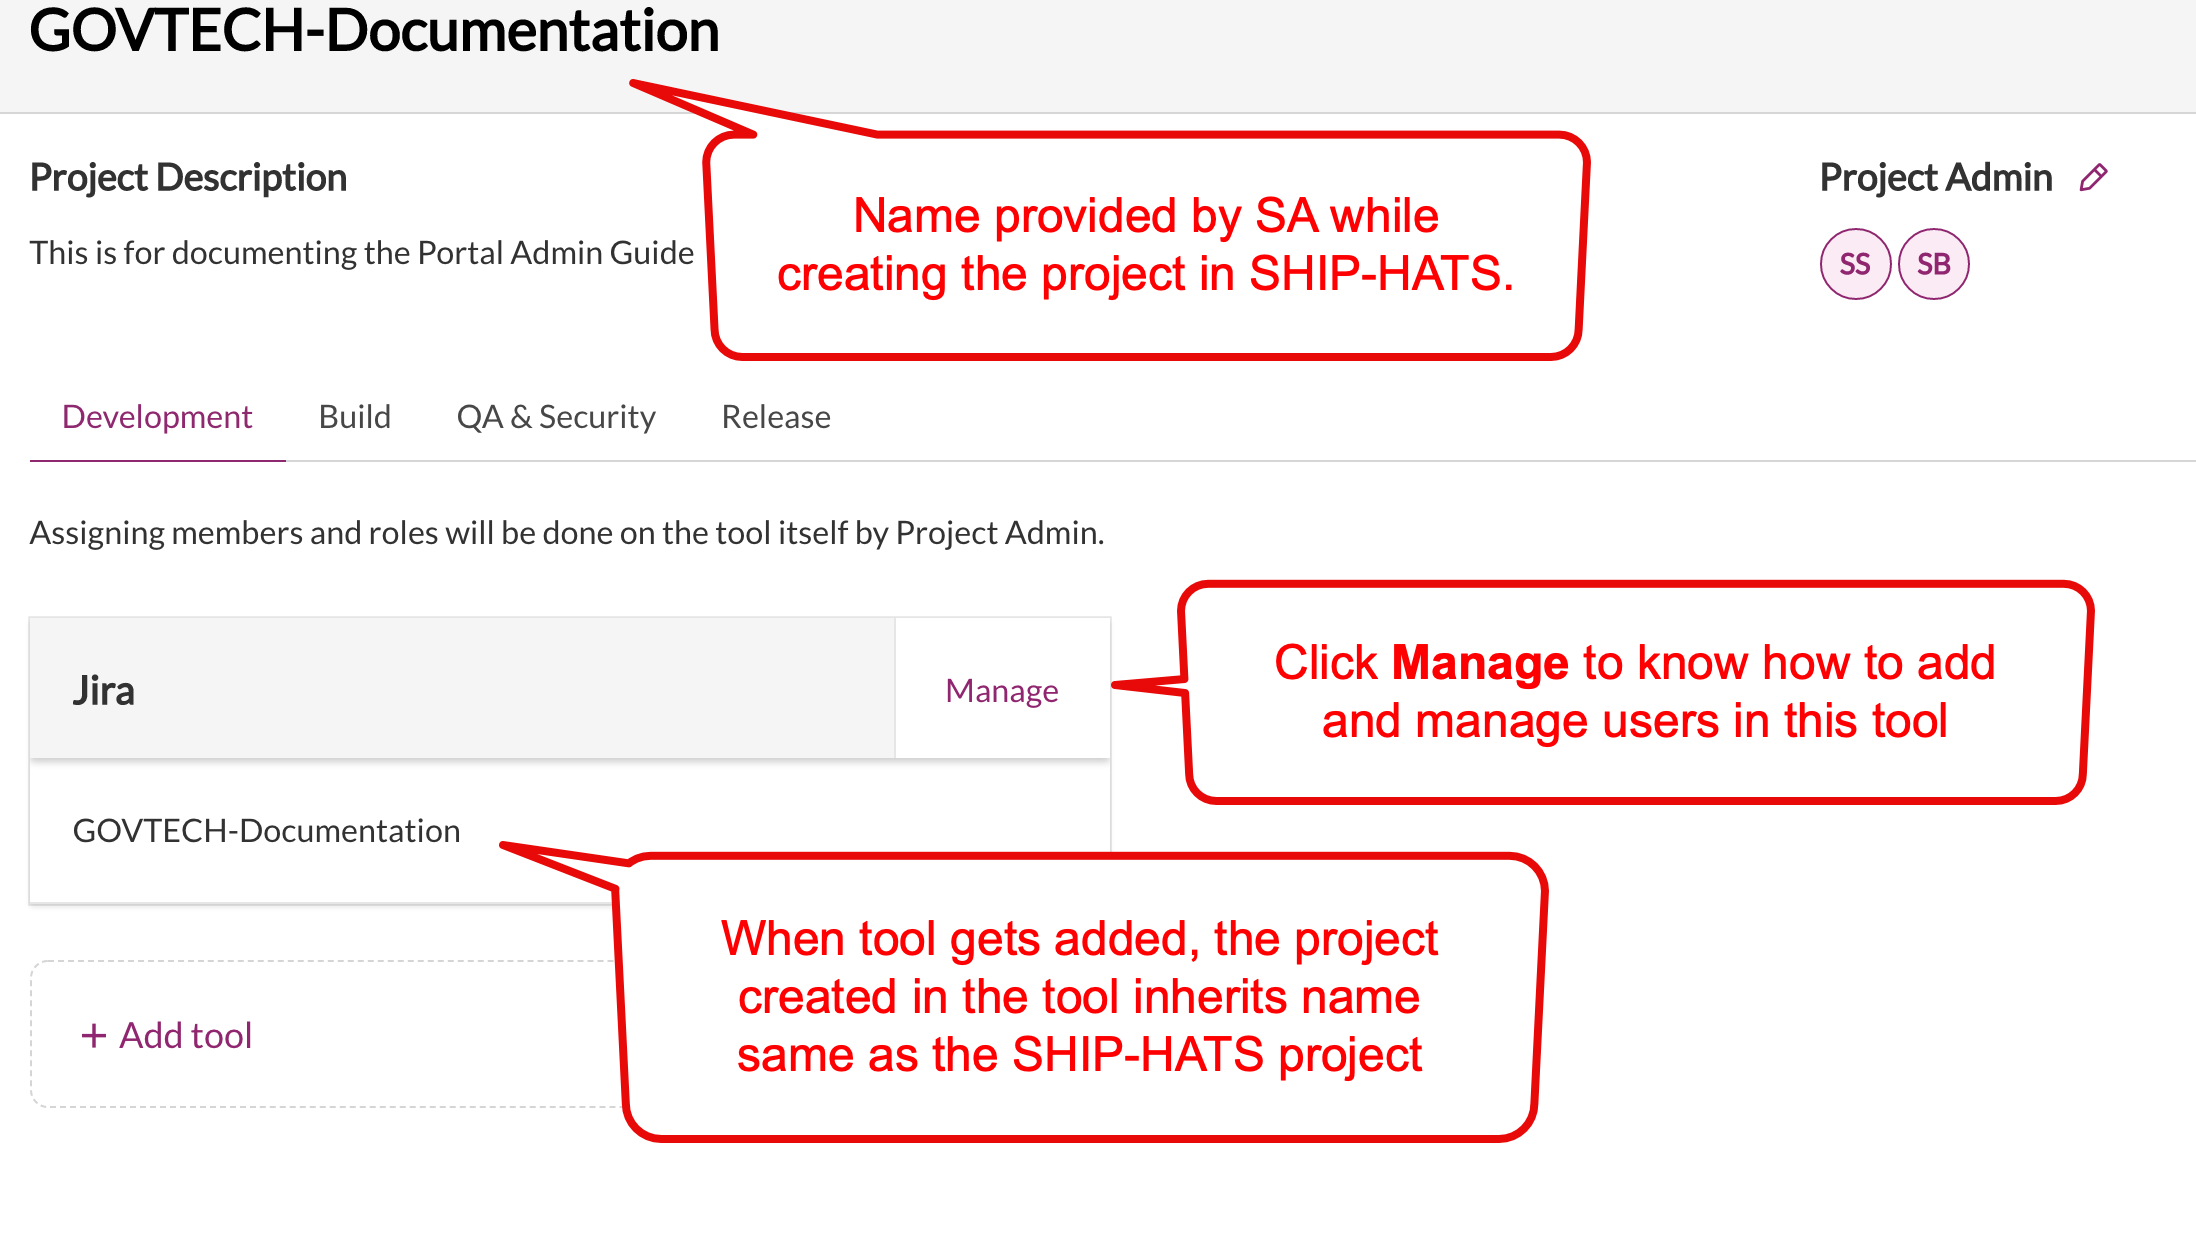 GOVTECH-Documentation
Name provided by SA while
creating the project in SHIP-HATS.
Project Description
This is for documenting the Portal Admin Guide
Project Admin
SS
SB
Development
Build
QA & Security
Release
Assigning members and roles will be done on the tool itself by Project Admin.
Jira
Manage
Click Manage to know how to add
and manage users in this tool
GOVTECH-Documentation
When tool gets added, the project
created in the tool inherits name
same as the SHIP-HATS project
+ Add tool